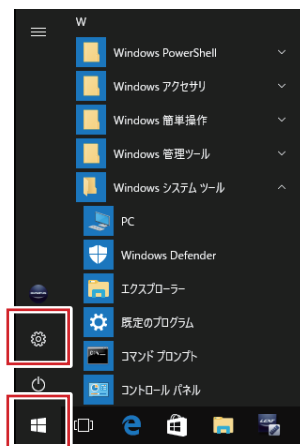 W
Windows PowerShell
Windows アクセサリ
Windows 簡単操作
Windows 管理ツール
Windows システム ツール
PC
Windows Defender
エクスプローラー
既定のプログラム
コマンド プロンプト
コントロール パネル